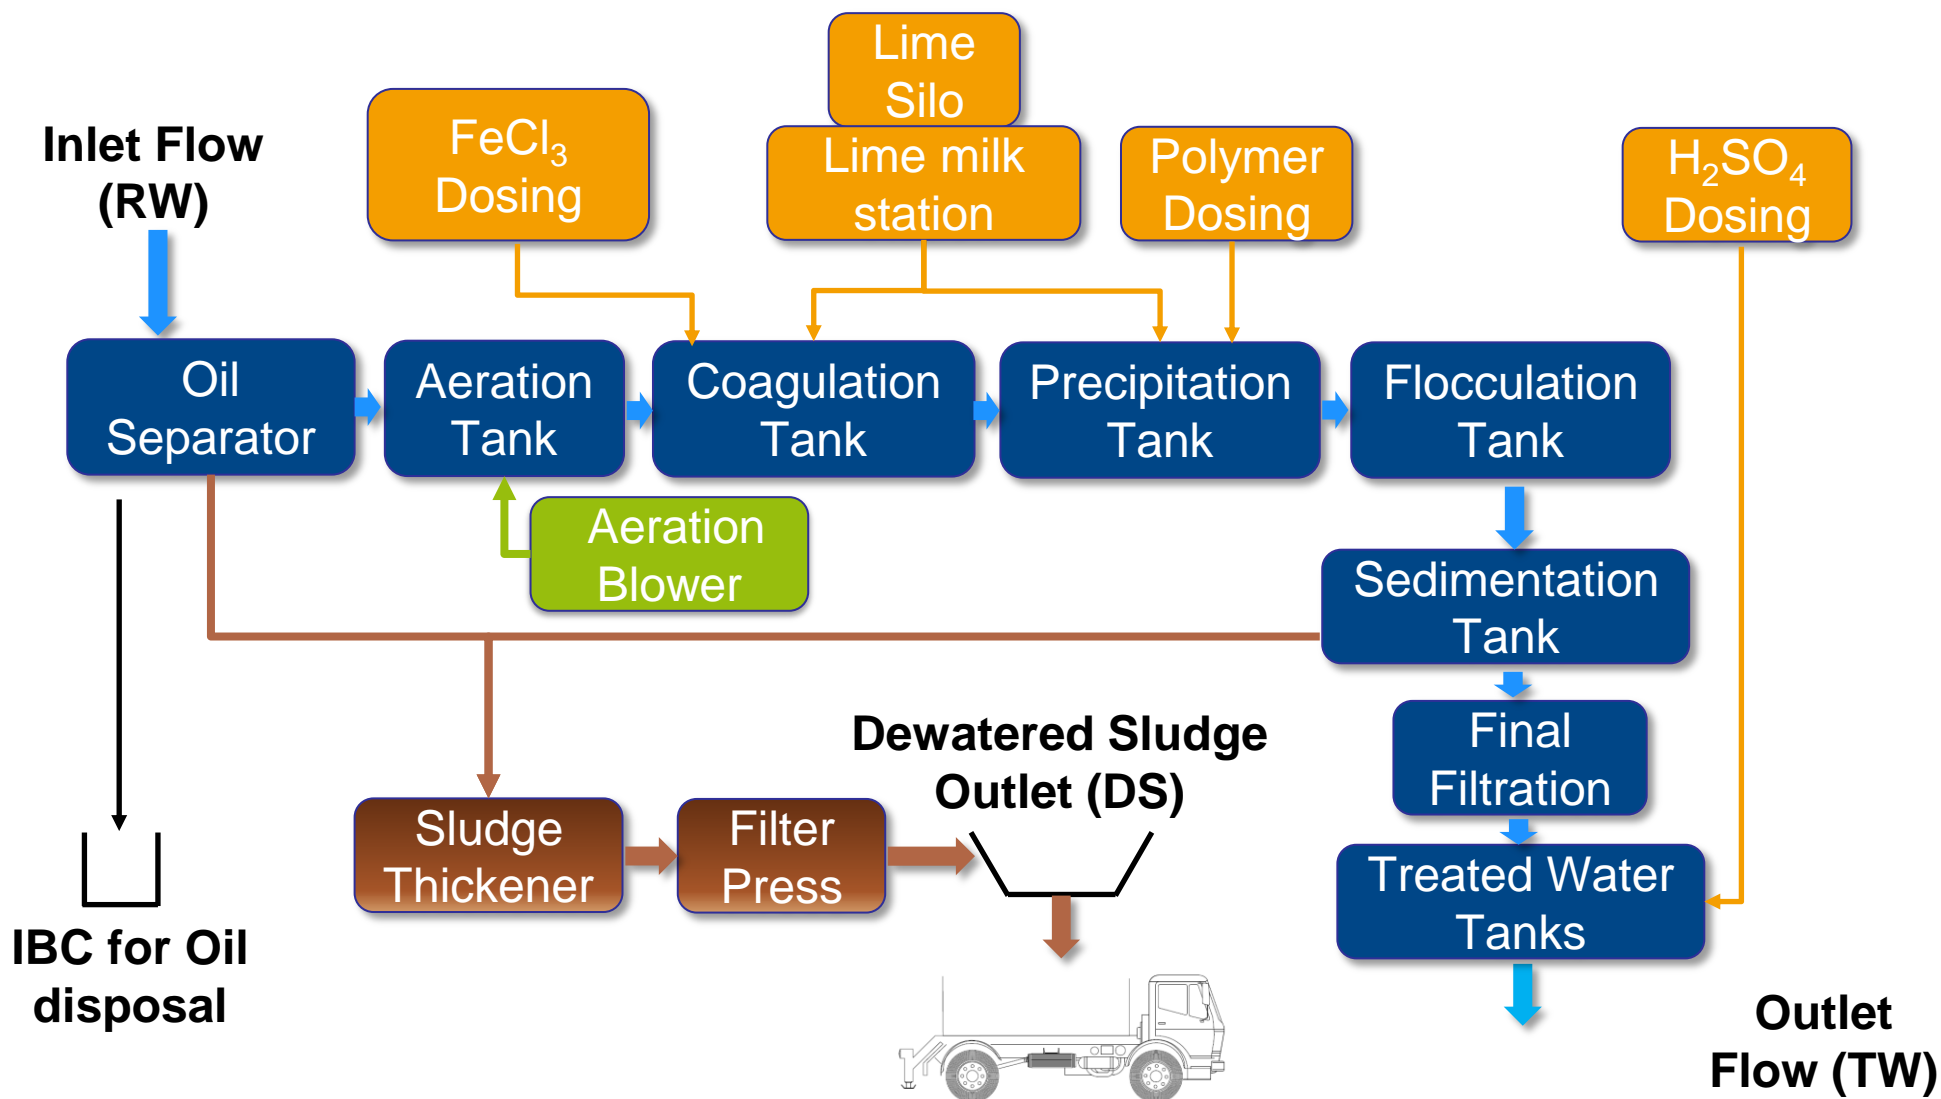 Lime
Silo
Inlet Flow
(RW)
FeCl₃
Dosing
Lime milk
station
Polymer
Dosing
H₂SO₄
Dosing
Oil
Separator
Aeration
Tank
Coagulation
Tank
Precipitation
Tank
Flocculation
Tank
Aeration
Blower
Sedimentation
Tank
Final
Filtration
Dewatered Sludge
Outlet (DS)
Sludge
Thickener
Filter
Press
Treated Water
Tanks
IBC for Oil
disposal
Outlet
Flow (TW)